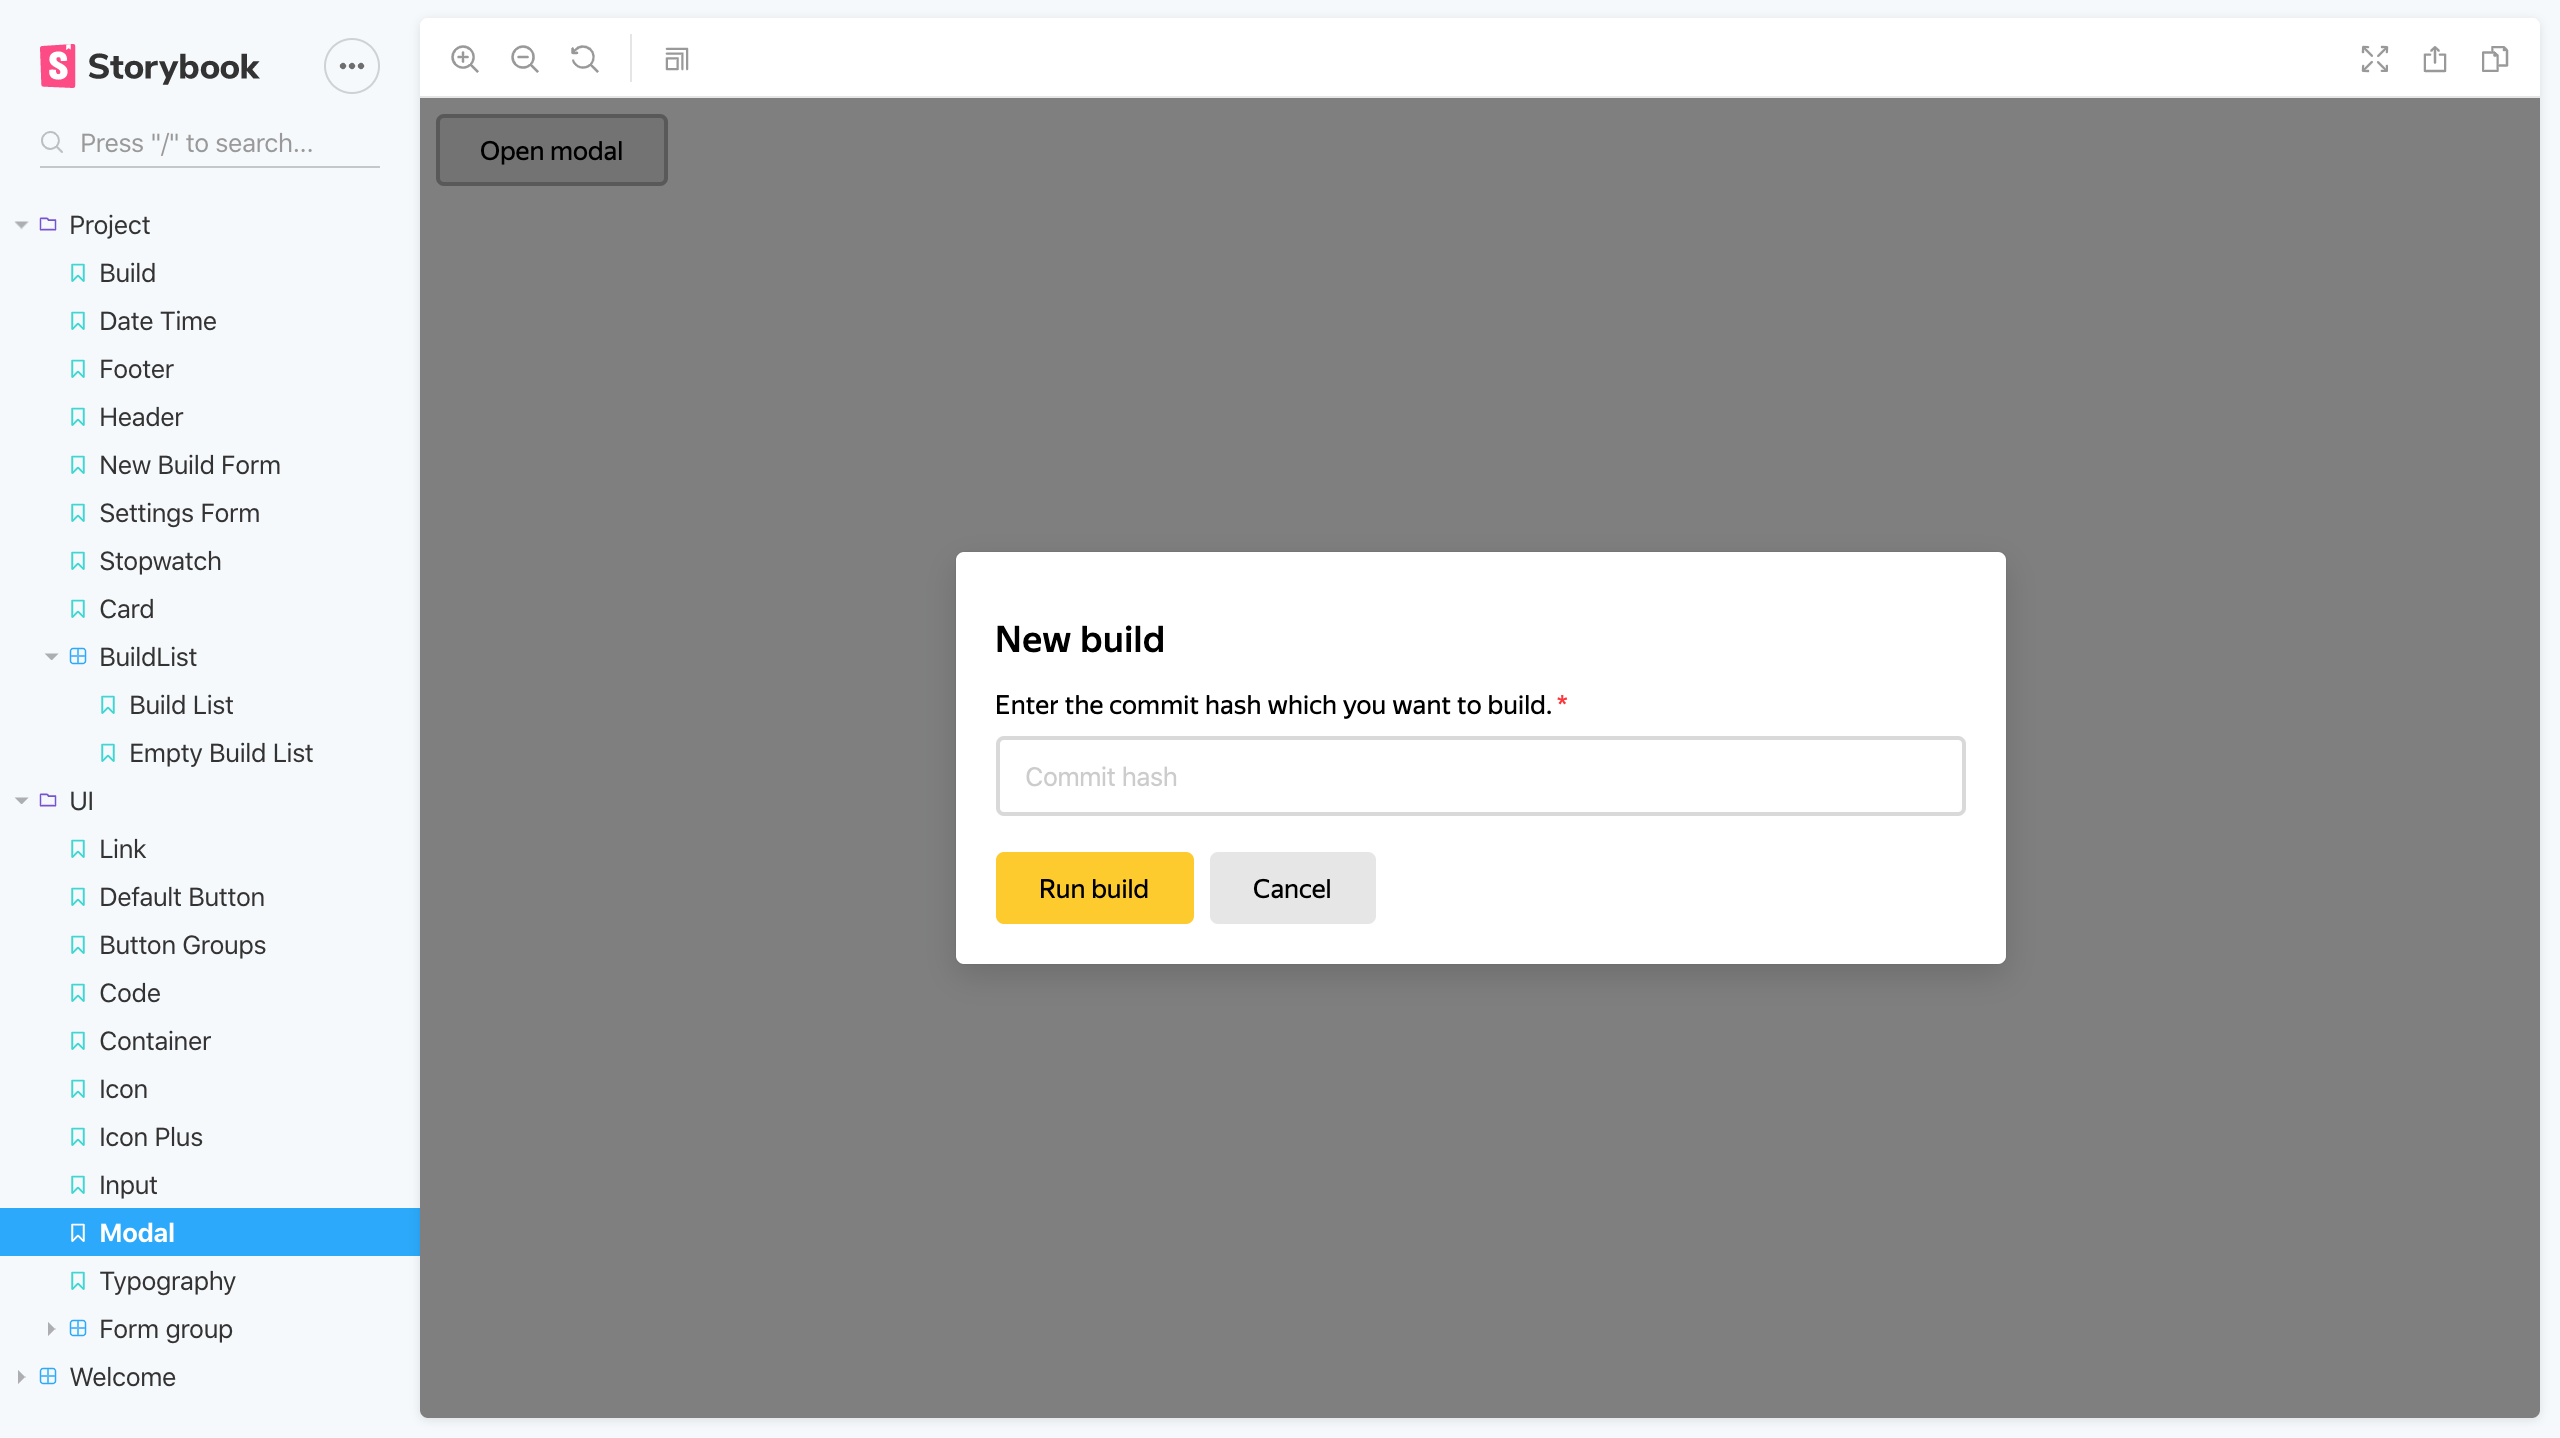 Storybook
Press "/" to search...
Project
Build
Date Time
Footer
Header
New Build Form
Settings Form
Stopwatch
Card
BuildList
Build List
Empty Build List
UI
Link
Default Button
Button Groups
Code
Container
Icon
Icon Plus
Input
Modal
Typography
Form group
Welcome
Open modal
New build
Enter the commit hash which you want to build. *
Commit hash
Run build
Cancel